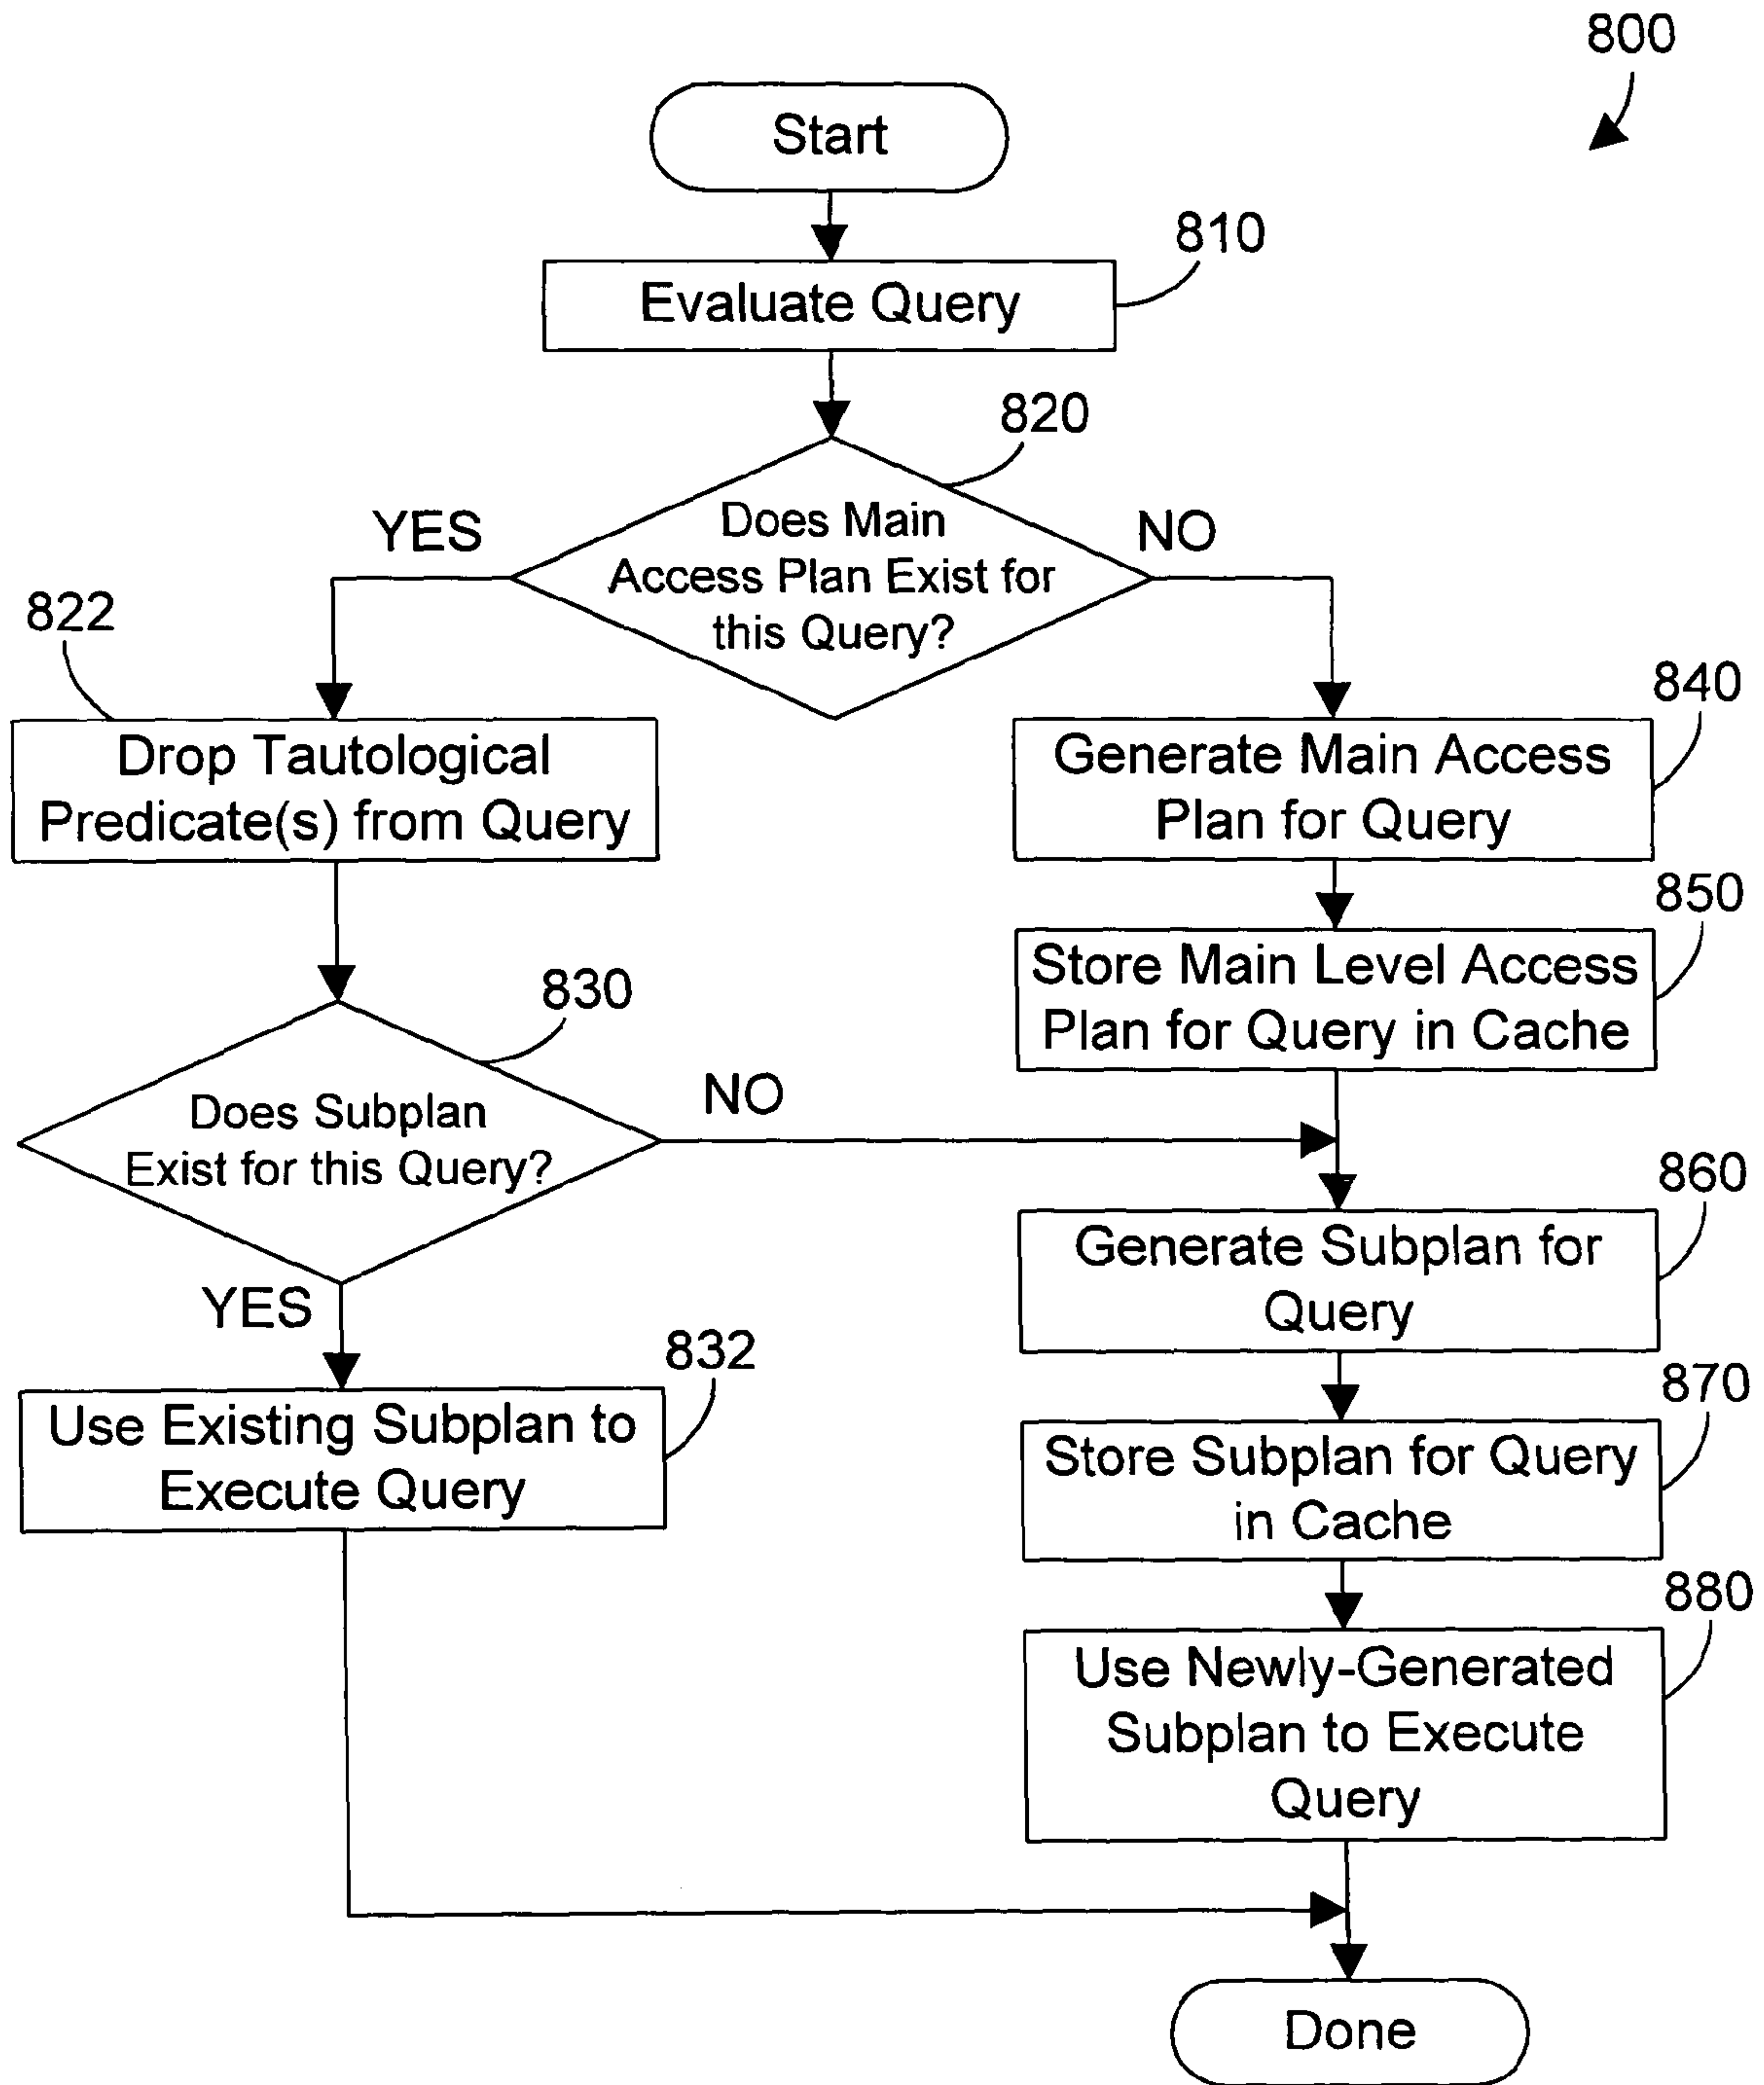 800
Start
810
Evaluate Query
820
Does Main
Access Plan Exist for
this Query?
YES
NO
822
Drop Tautological
Predicate(s) from Query
840
Generate Main Access
Plan for Query
850
Store Main Level Access
Plan for Query in Cache
830
Does Subplan
Exist for this Query?
NO
YES
860
Generate Subplan for
Query
832
Use Existing Subplan to
Execute Query
870
Store Subplan for Query
in Cache
880
Use Newly-Generated
Subplan to Execute
Query
Done